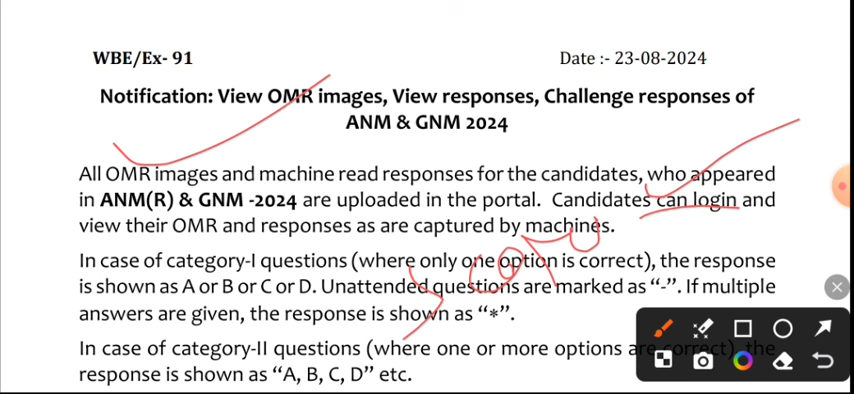 WBE/Ex- 91 Date :- 23-08-2024
Notification: View OMR images, View responses, Challenge responses of
ANM & GNM 2024
All OMR images and machine read responses for the candidates, who appeared
in ANM(R) & GNM -2024 are uploaded in the portal. Candidates can login and
view their OMR and responses as are captured by machines.
In case of category-I questions (where only one option is correct), the response
is shown as A or B or C or D. Unattended questions are marked as “-”. If multiple
answers are given, the response is shown as “*”.
In case of category-II questions (where one or more options are correct), the
response is shown as “A, B, C, D” etc.